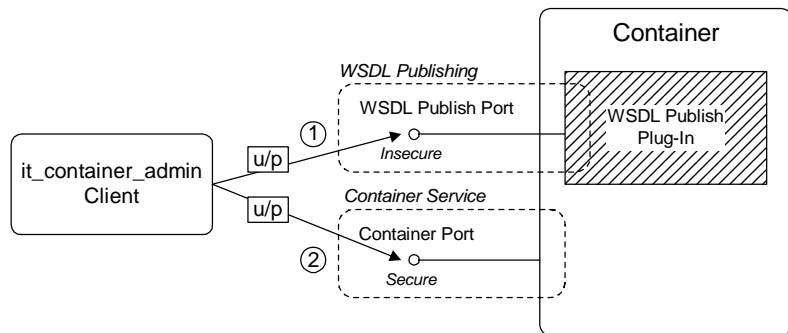 Container
WSDL Publishing
WSDL Publish Port
WSDL Publish
Plug-In
1
Insecure
u/p
it_container_admin
Client
Container Service
u/p
Container Port
2
Secure